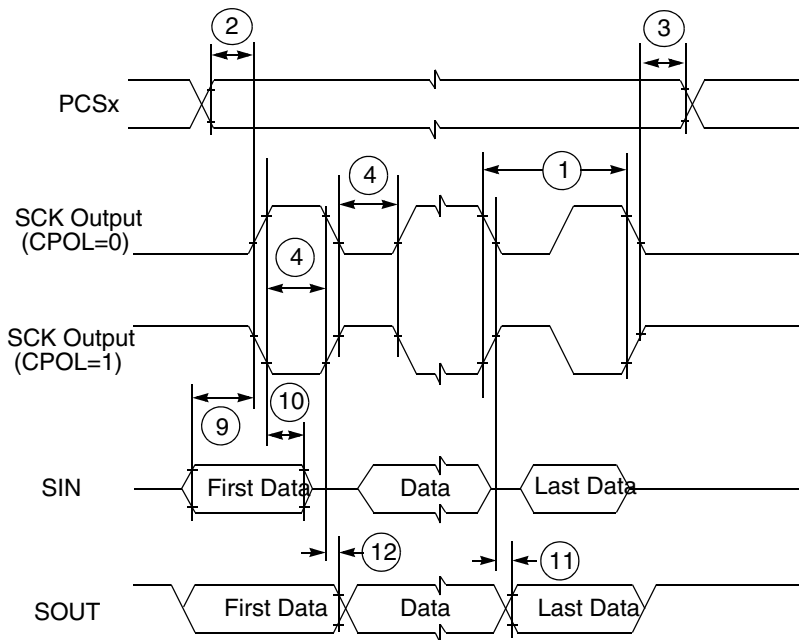 2
3
PCSx
4
1
SCK Output
(CPOL=0)
4
SCK Output
(CPOL=1)
10
9
SIN
First Data
Data
Last Data
12
11
SOUT
First Data
Data
Last Data